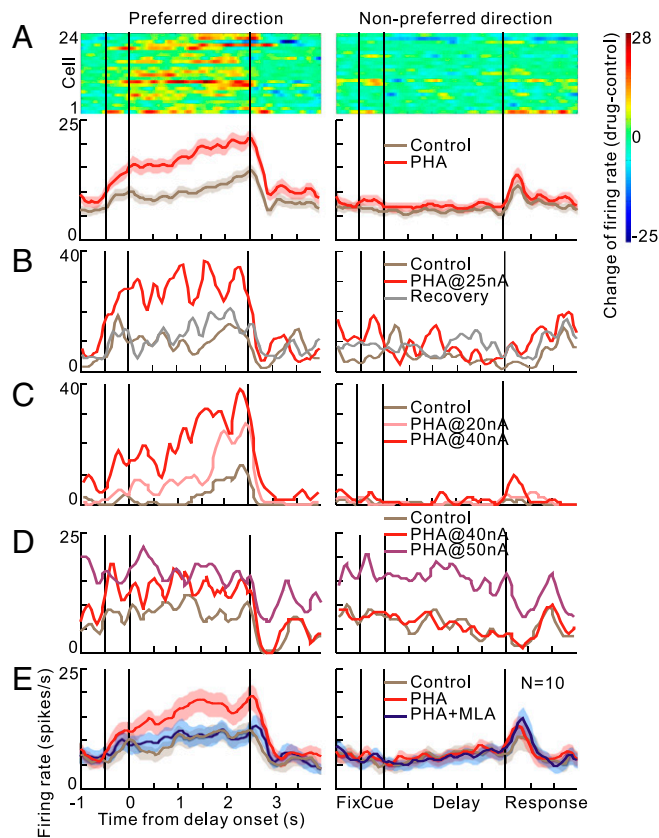 Preferred direction Non-preferred direction
A
24
Cell
1
28
0
-25
Change of firing rate (drug-control)
25
0
Control
PHA
B
40
0
Control
PHA@25nA
Recovery
C
40
0
Control
PHA@20nA
PHA@40nA
D
25
0
Control
PHA@40nA
PHA@50nA
E
25
0
Control
PHA
PHA+MLA
N=10
Firing rate (spikes/s)
-1 0 1 2 3
Time from delay onset (s)
Fix Cue Delay Response